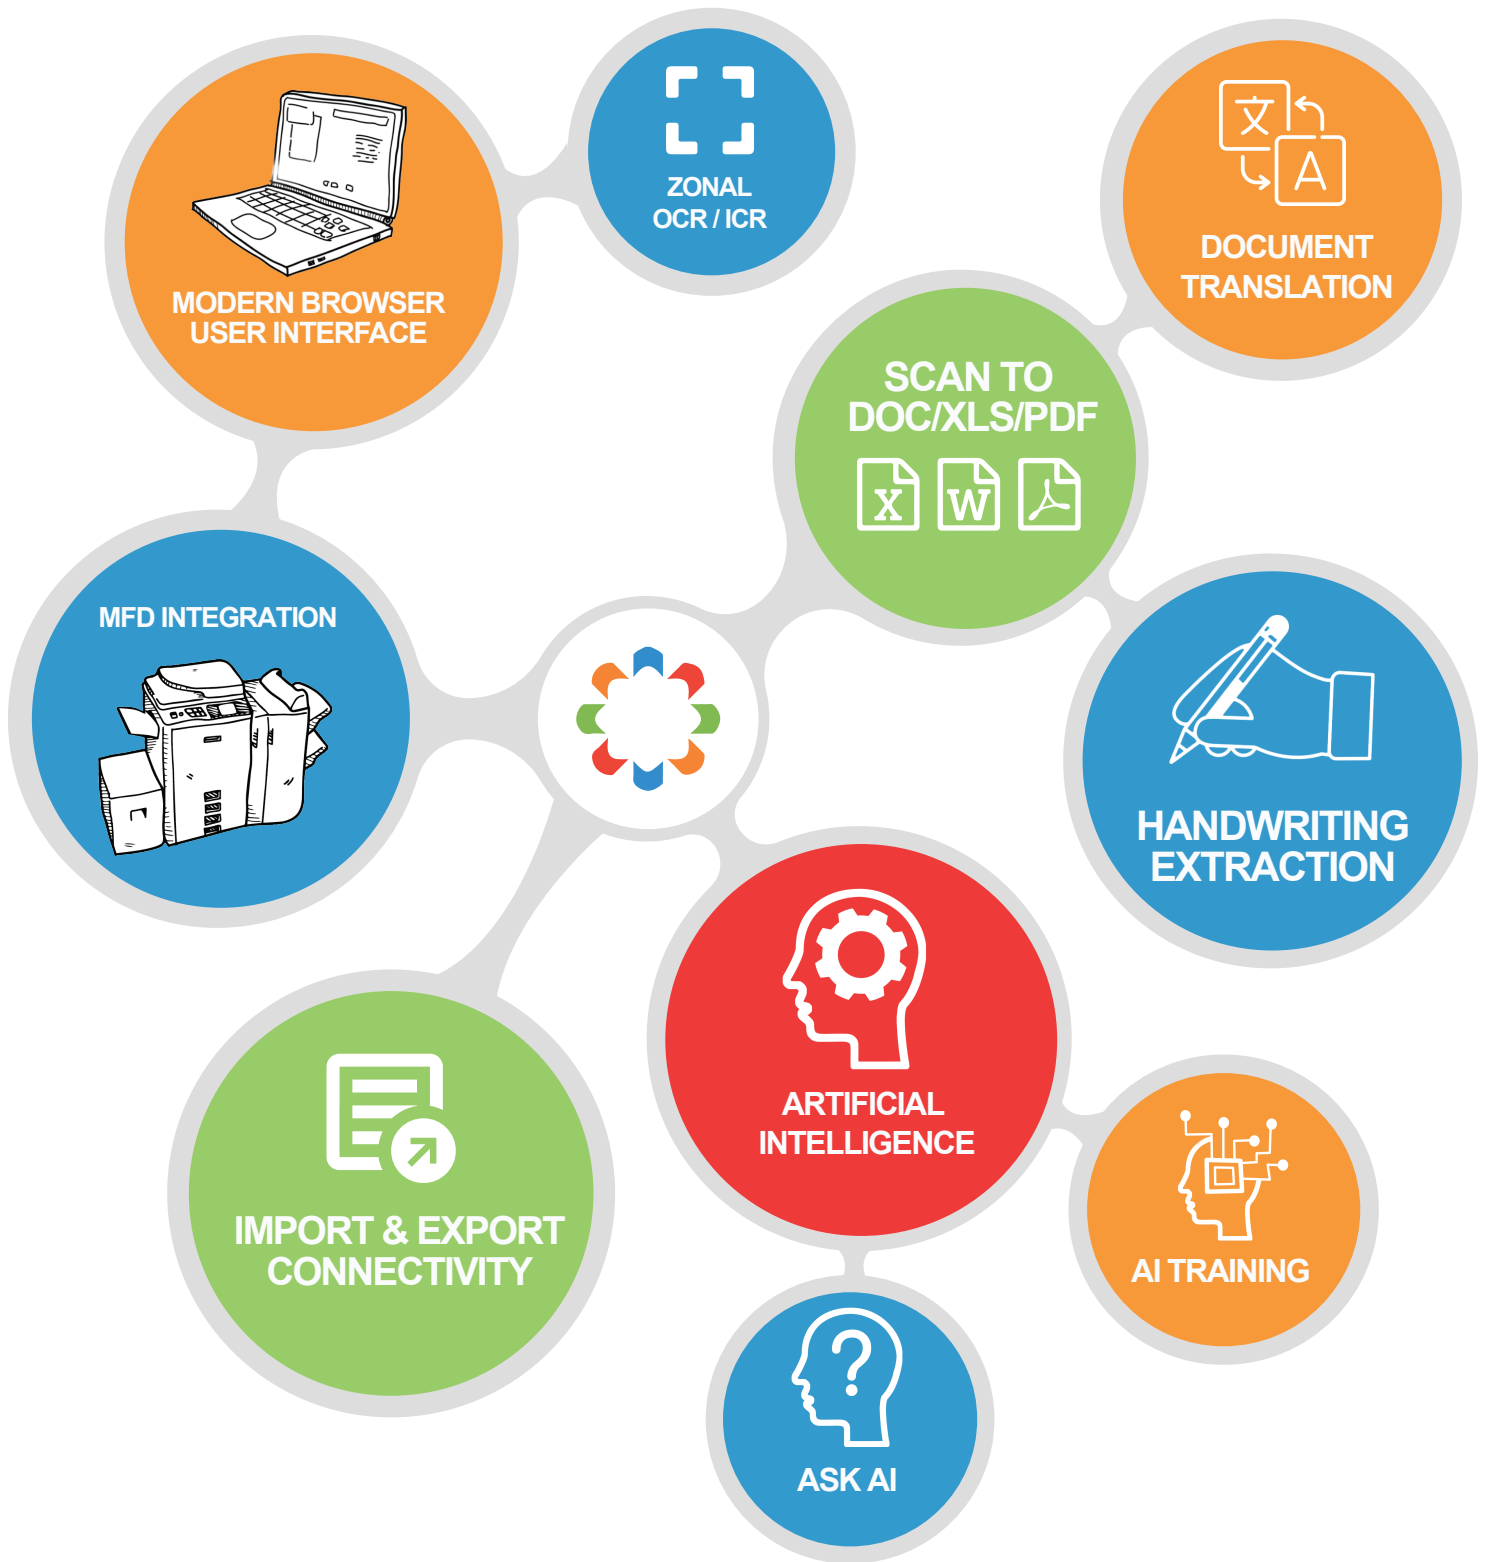 ZONAL
OCR / ICR
DOCUMENT
TRANSLATION
文
A
MODERN BROWSER
USER INTERFACE
SCAN TO
DOC/XLS/PDF
X W
MFD INTEGRATION
HANDWRITING
EXTRACTION
ARTIFICIAL
INTELLIGENCE
IMPORT & EXPORT
CONNECTIVITY
AI TRAINING
?
ASK AI